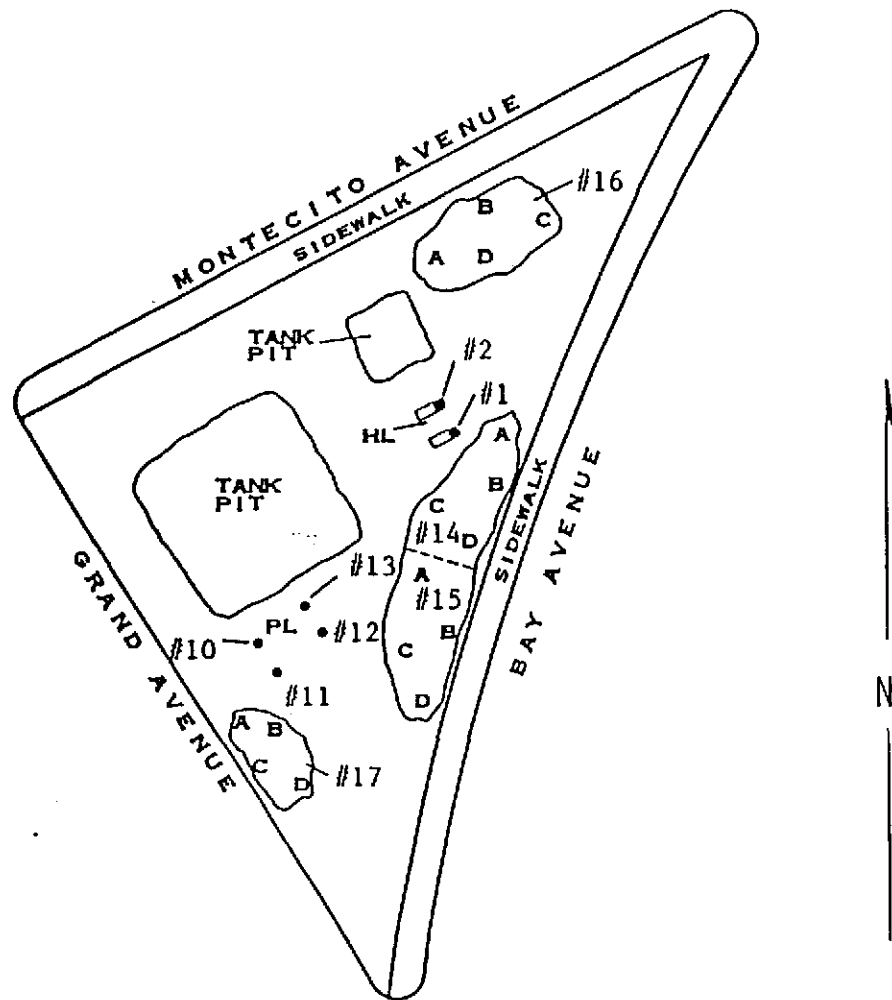 MONTECITO AVENUE
SIDEWALK
#16
B
C
A
D
TANK
PIT
#2
#1
HL
A
B
C
#14
D
TANK
PIT
SIDEWALK
BAY AVENUE
#13
A
#15
PL
#12
B
#10
C
#11
D
GRAND AVENUE
A
B
C
D
#17
N